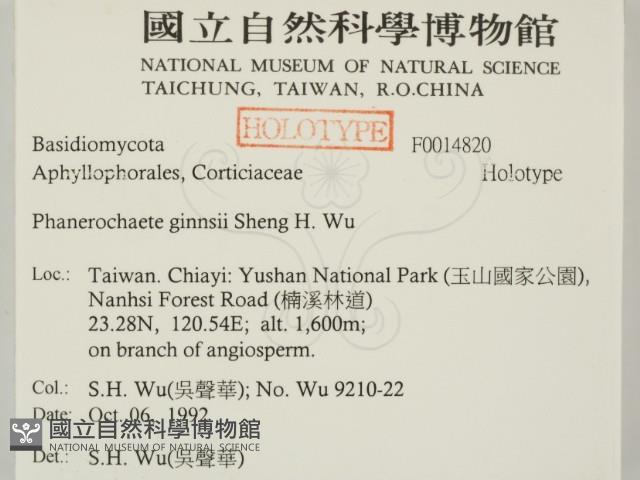 國立自然科學博物館
NATIONAL MUSEUM OF NATURAL SCIENCE
TAICHUNG, TAIWAN, R.O.CHINA
HOLOTYPE
Basidiomycota F0014820
Aphyllophorales, Corticiaceae Holotype
Phanerochaete ginnsii Sheng H. Wu
Loc.: Taiwan. Chiayi: Yushan National Park (玉山國家公園),
Nanhsi Forest Road (楠溪林道)
23.28N, 120.54E; alt. 1,600m;
on branch of angiosperm.
Col.: S.H. Wu(吳聲華); No. Wu 9210-22
Date: Oct. 06, 1992
國立自然科學博物館
NATIONAL MUSEUM OF NATURAL SCIENCE
Det.: S.H. Wu(吳聲華)